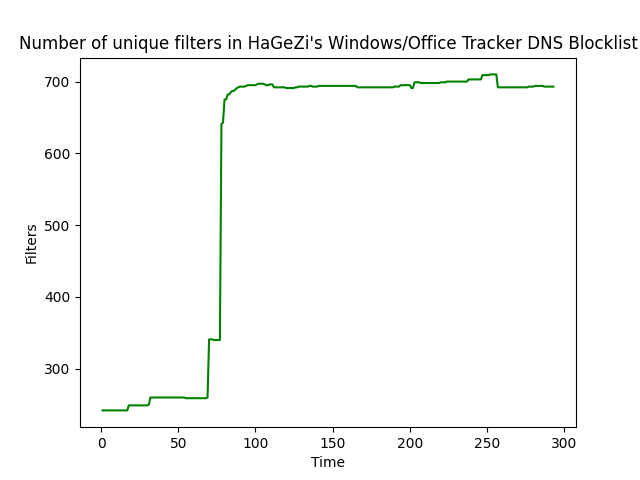 Number of unique filters in HaGeZi's Windows/Office Tracker DNS Blocklist
700
600
500
400
300
Filters
0 50 100 150 200 250 300
Time